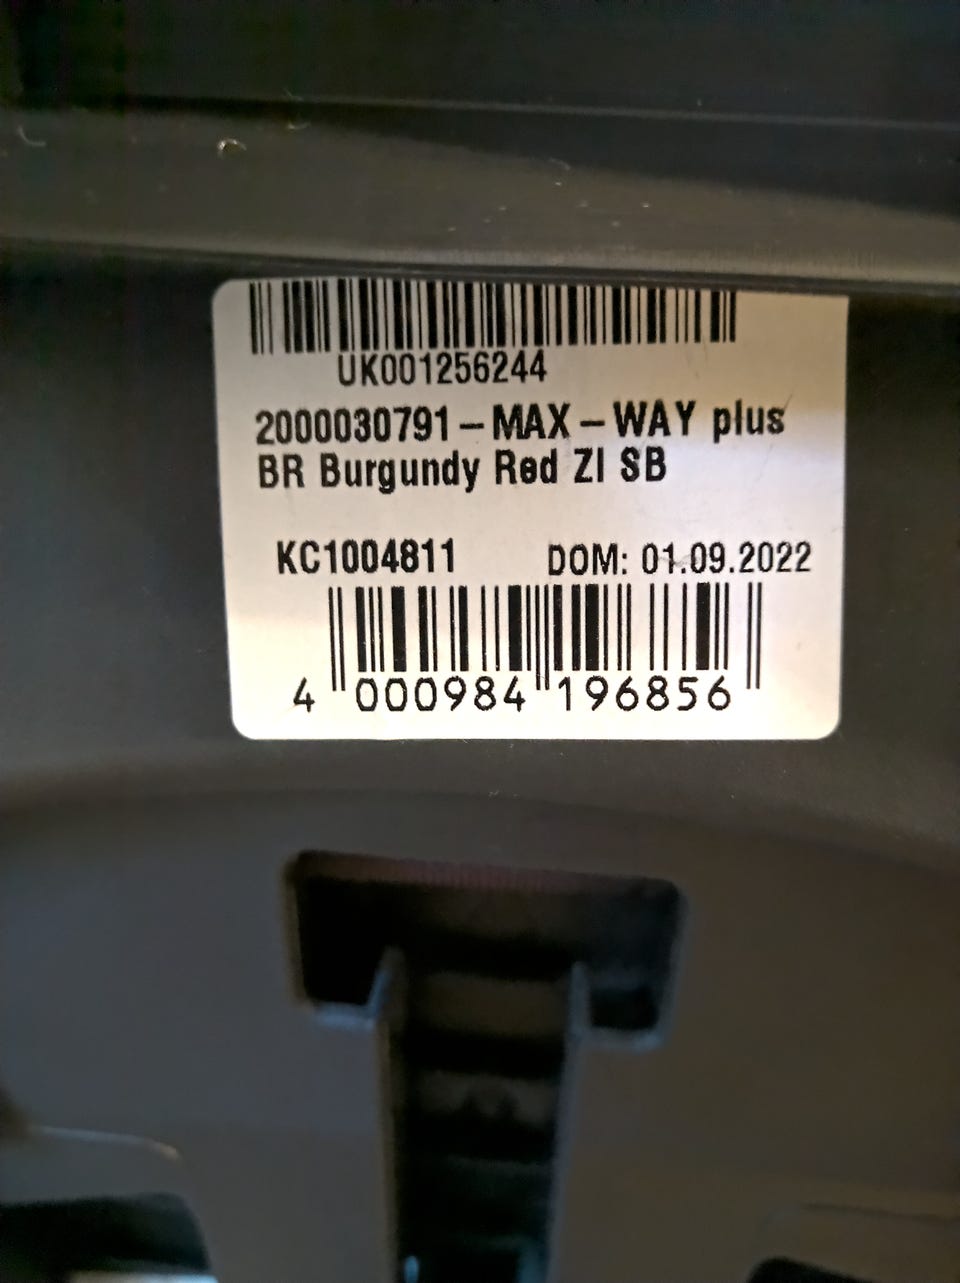 UK001256244
2000030791-MAX-WAY plus
BR Burgundy Red ZI SB
KC1004811 DOM: 01.09.2022
4 000984 196856